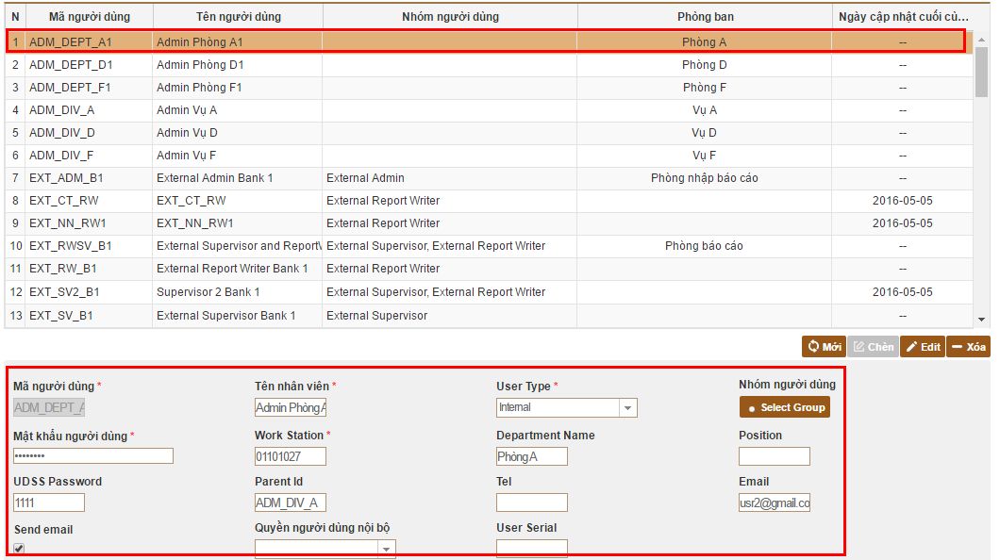 N Mã người dùng Tên người dùng Nhóm người dùng Phòng ban Ngày cập nhật cuối cù...
1 ADM_DEPT_A1 Admin Phòng A1 Phòng A --
2 ADM_DEPT_D1 Admin Phòng D1 Phòng D --
3 ADM_DEPT_F1 Admin Phòng F1 Phòng F --
4 ADM_DIV_A Admin Vụ A Vụ A --
5 ADM_DIV_D Admin Vụ D Vụ D --
6 ADM_DIV_F Admin Vụ F Vụ F --
7 EXT_ADM_B1 External Admin Bank 1 External Admin Phòng nhập báo cáo --
8 EXT_CT_RW EXT_CT_RW External Report Writer 2016-05-05
9 EXT_NN_RW1 EXT_NN_RW1 External Report Writer 2016-05-05
10 EXT_RWSV_B1 External Supervisor and Report External Supervisor, External Report Writer Phòng báo cáo --
11 EXT_RW_B1 External Report Writer Bank 1 External Report Writer --
12 EXT_SV2_B1 Supervisor 2 Bank 1 External Supervisor, External Report Writer 2016-05-05
13 EXT_SV_B1 External Supervisor Bank 1 External Supervisor --
Mới Chèn Edit Xóa
Mã người dùng * Tên nhân viên * User Type * Nhóm người dùng
ADM_DEPT_A Admin Phòng A Internal Select Group
Mật khẩu người dùng * Work Station * Department Name Position
•••••••• 01101027 Phòng A
UDSS Password Parent Id Tel Email
1111 ADM_DIV_A usr2@gmail.co
Send email Quyền người dùng nội bộ User Serial